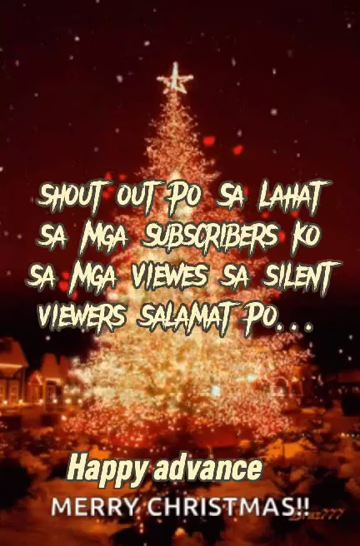 SHOUT OUT PO SA LAHAT
SA MGA SUBSCRIBERS KO
SA MGA VIEWES SA SILENT
VIEWERS SALAMAT PO...
Happy advance
MERRY CHRISTMAS!!